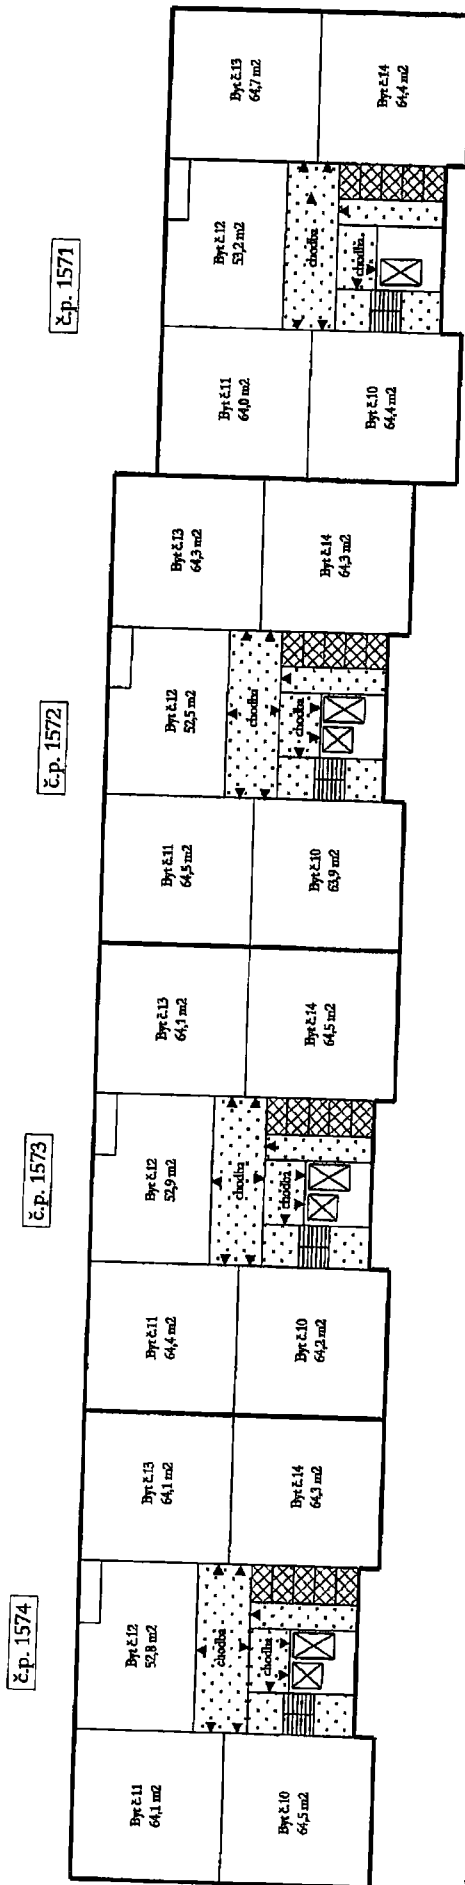 č.p. 1571
Byt č.13
64,7 m2
Byt č.14
64,4 m2
Byt č.12
53,2 m2
chodba
chodba
Byt č.11
64,0 m2
Byt č.10
64,4 m2
č.p. 1572
Byt č.13
64,3 m2
Byt č.14
64,3 m2
Byt č.12
52,5 m2
chodba
chodba
Byt č.11
64,5 m2
Byt č.10
63,9 m2
č.p. 1573
Byt č.13
64,1 m2
Byt č.14
64,5 m2
Byt č.12
52,9 m2
chodba
chodba
Byt č.11
64,4 m2
Byt č.10
64,2 m2
č.p. 1574
Byt č.13
64,1 m2
Byt č.14
64,3 m2
Byt č.12
52,8 m2
chodba
chodba
Byt č.11
64,1 m2
Byt č.10
64,5 m2